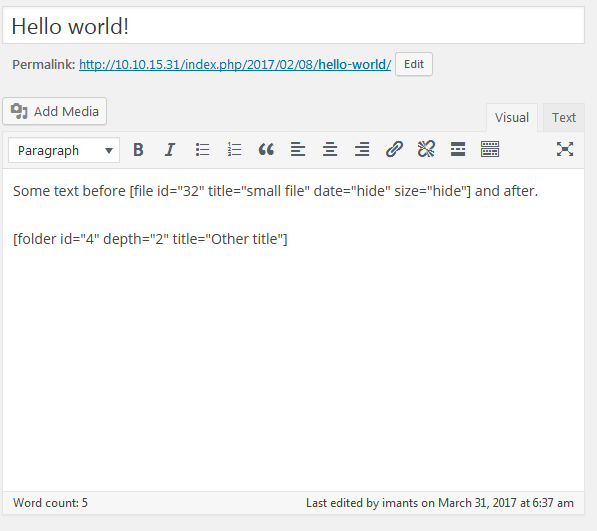 Hello world!
Permalink: http://10.10.15.31/index.php/2017/02/08/hello-world/ Edit
Add Media
Visual Text
Paragraph B I
Some text before [file id="32" title="small file" date="hide" size="hide"] and after.
[folder id="4" depth="2" title="Other title"]
Word count: 5 Last edited by imants on March 31, 2017 at 6:37 am